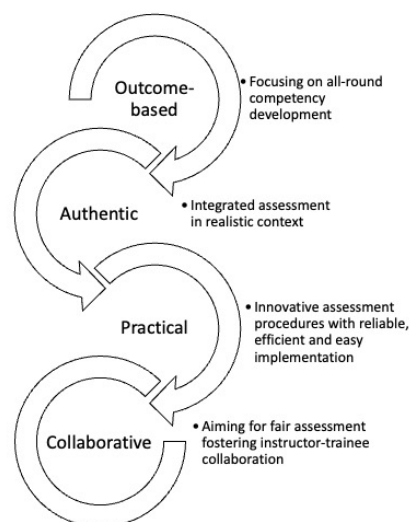 Outcome-
based
• Focusing on all-round
competency
development
Authentic
• Integrated assessment
in realistic context
Practical
• Innovative assessment
procedures with reliable,
efficient and easy
implementation
Collaborative
• Aiming for fair assessment
fostering instructor-trainee
collaboration